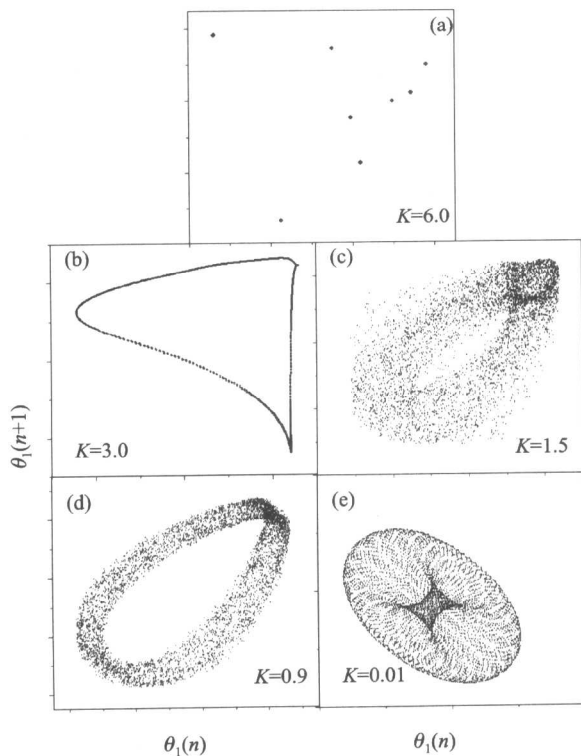 (a)
K=6.0
(b)
K=3.0
(c)
K=1.5
θ₁(n+1)
(d)
K=0.9
(e)
K=0.01
θ₁(n)
θ₁(n)